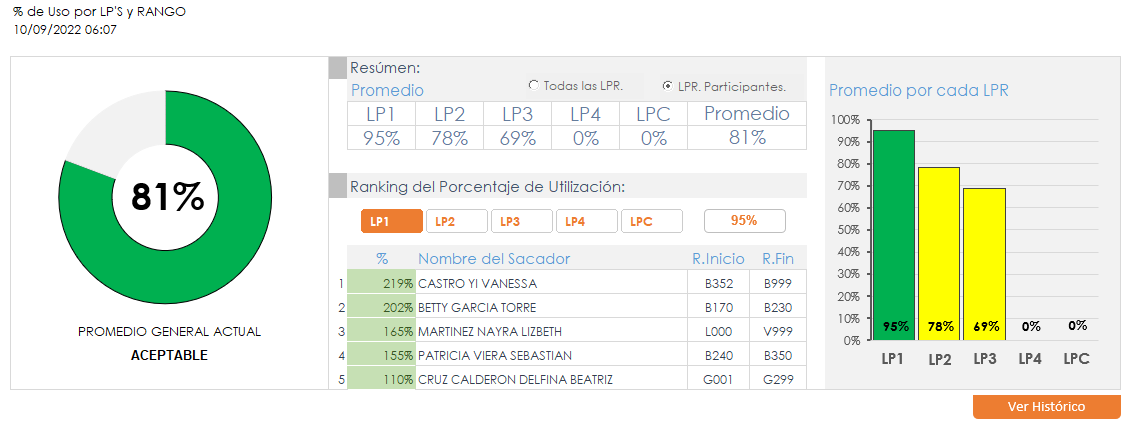 % de Uso por LP'S y RANGO
10/09/2022 06:07
81%
PROMEDIO GENERAL ACTUAL
ACEPTABLE
Resúmen:
Promedio
Todas las LPR.
LPR. Participantes.
LP1 LP2 LP3 LP4 LPC Promedio
95% 78% 69% 0% 0% 81%
Ranking del Porcentaje de Utilización:
LP1 LP2 LP3 LP4 LPC 95%
% Nombre del Sacador R.Inicio R.Fin
1 219% CASTRO YI VANESSA B352 B999
2 202% BETTY GARCIA TORRE B170 B230
3 165% MARTINEZ NAYRA LIZBETH L000 V999
4 155% PATRICIA VIERA SEBASTIAN B240 B350
5 110% CRUZ CALDERON DELFINA BEATRIZ G001 G299
Promedio por cada LPR
100%
90%
80%
70%
60%
50%
40%
30%
20%
10%
0%
95% 78% 69% 0% 0%
LP1 LP2 LP3 LP4 LPC
Ver Histórico